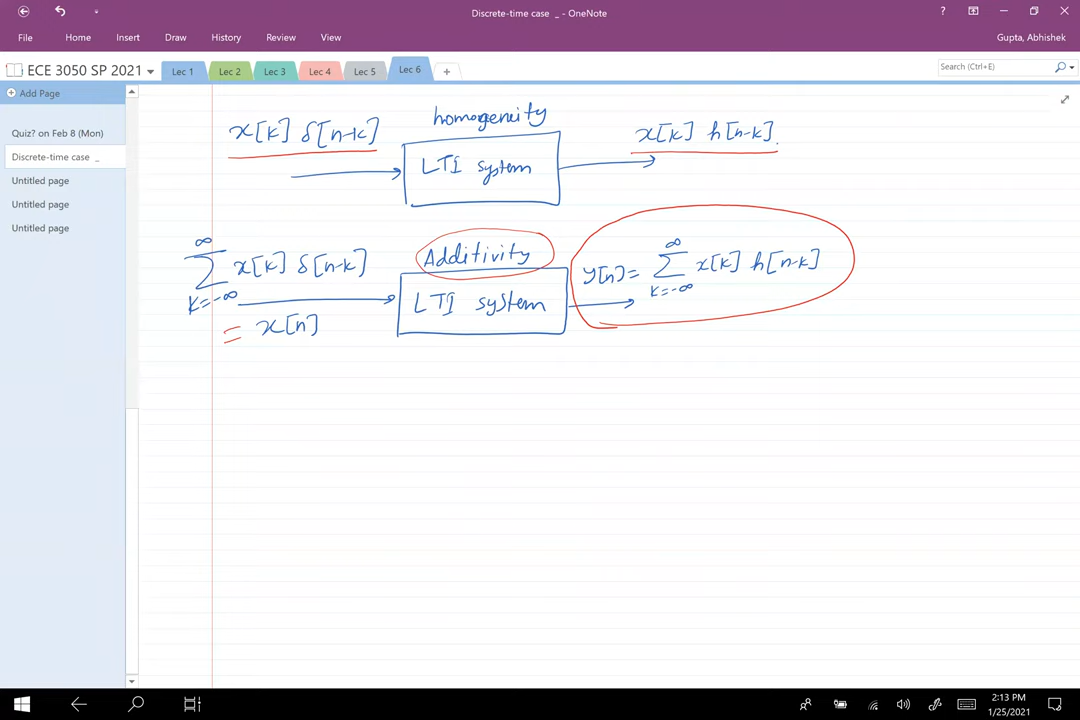 Discrete-time case _ - OneNote
File Home Insert Draw History Review View Gupta, Abhishek
ECE 3050 SP 2021 Lec 1 Lec 2 Lec 3 Lec 4 Lec 5 Lec 6 + Search (Ctrl+E)
Add Page
Quiz? on Feb 8 (Mon)
Discrete-time case _
Untitled page
Untitled page
Untitled page
homogenity
x[k] δ[n-k] x[k] h[n-k].
LTI system
Additivity
∞ ∑ k=-∞ x[k] δ[n-k] y[n]= ∞ ∑ k=-∞ x[k] h[n-k]
LTI system
= x[n]
2:13 PM
1/25/2021